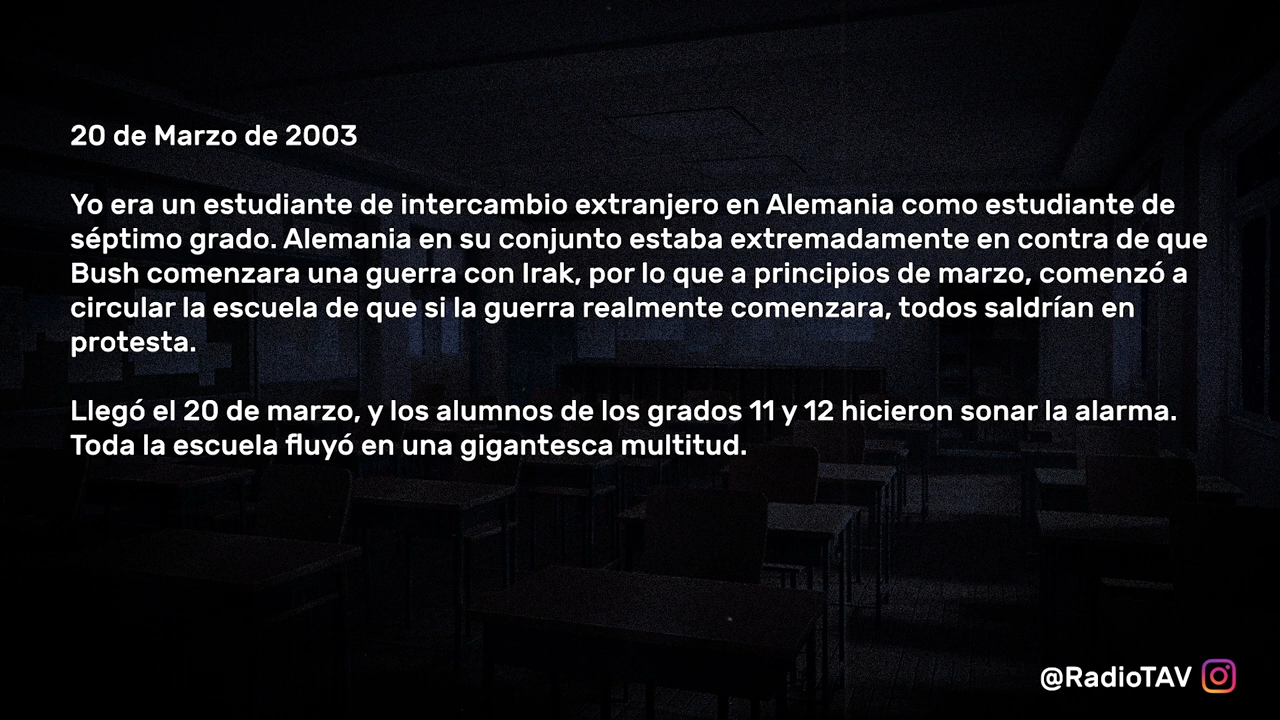 20 de Marzo de 2003
Yo era un estudiante de intercambio extranjero en Alemania como estudiante de
séptimo grado. Alemania en su conjunto estaba extremadamente en contra de que
Bush comenzara una guerra con Irak, por lo que a principios de marzo, comenzó a
circular la escuela de que si la guerra realmente comenzara, todos saldrían en
protesta.
Llegó el 20 de marzo, y los alumnos de los grados 11 y 12 hicieron sonar la alarma.
Toda la escuela fluyó en una gigantesca multitud.
@RadioTAV